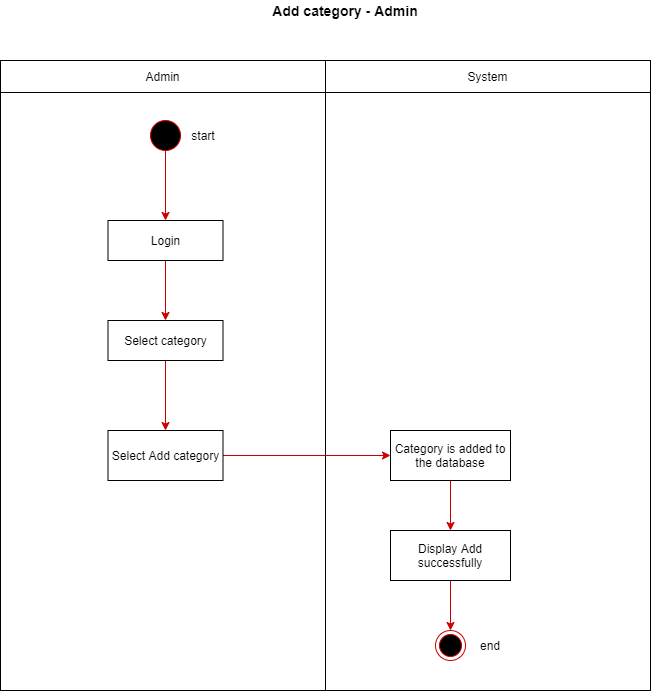 Add category - Admin
Admin
System
start
Login
Select category
Select Add category
Category is added to
the database
Display Add
successfully
end